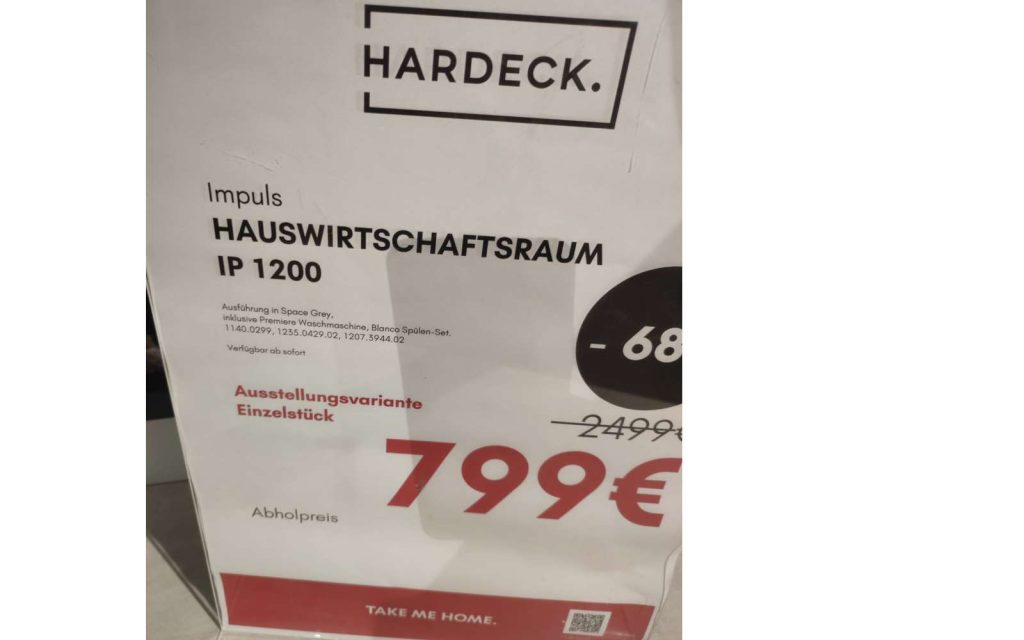 HARDECK.
Impuls
HAUSWIRTSCHAFTSRAUM
IP 1200
Ausführung in Space Grey,
inklusive Premiere Waschmaschine, Blanco Spülen-Set.
1140.0299, 1235.0429.02, 1207.3944.02
Verfügbar ab sofort
- 68
Ausstellungsvariante
Einzelstück
2499€
799€
Abholpreis
TAKE ME HOME.